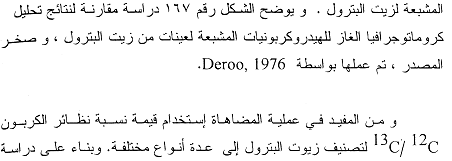 المشبعة لزيت البترول . و يوضح الشكل رقم ١٦٧ دراسة مقارنة لنتائج تحليل
كروماتوجرافيا الغاز للهيدروكربونيات المشبعة لعينات من زيت البترول ، و صخر
المصدر ، تم عملها بواسطة Deroo, 1976.
و من المفيد في عملية المضاهاة إستخدام قيمة نسبة نظائر الكربون
13C/ 12C لتصنيف زيوت البترول إلى عدة أنواع مختلفة. وبناء على دراسة